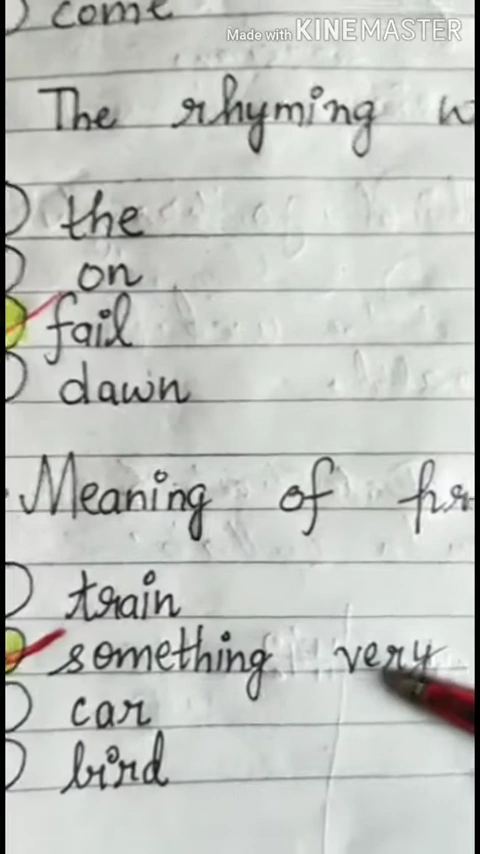 come
Made with KINEMASTER
The rhyming
the
on
fail
dawn
Meaning of
train
something very
car
bird